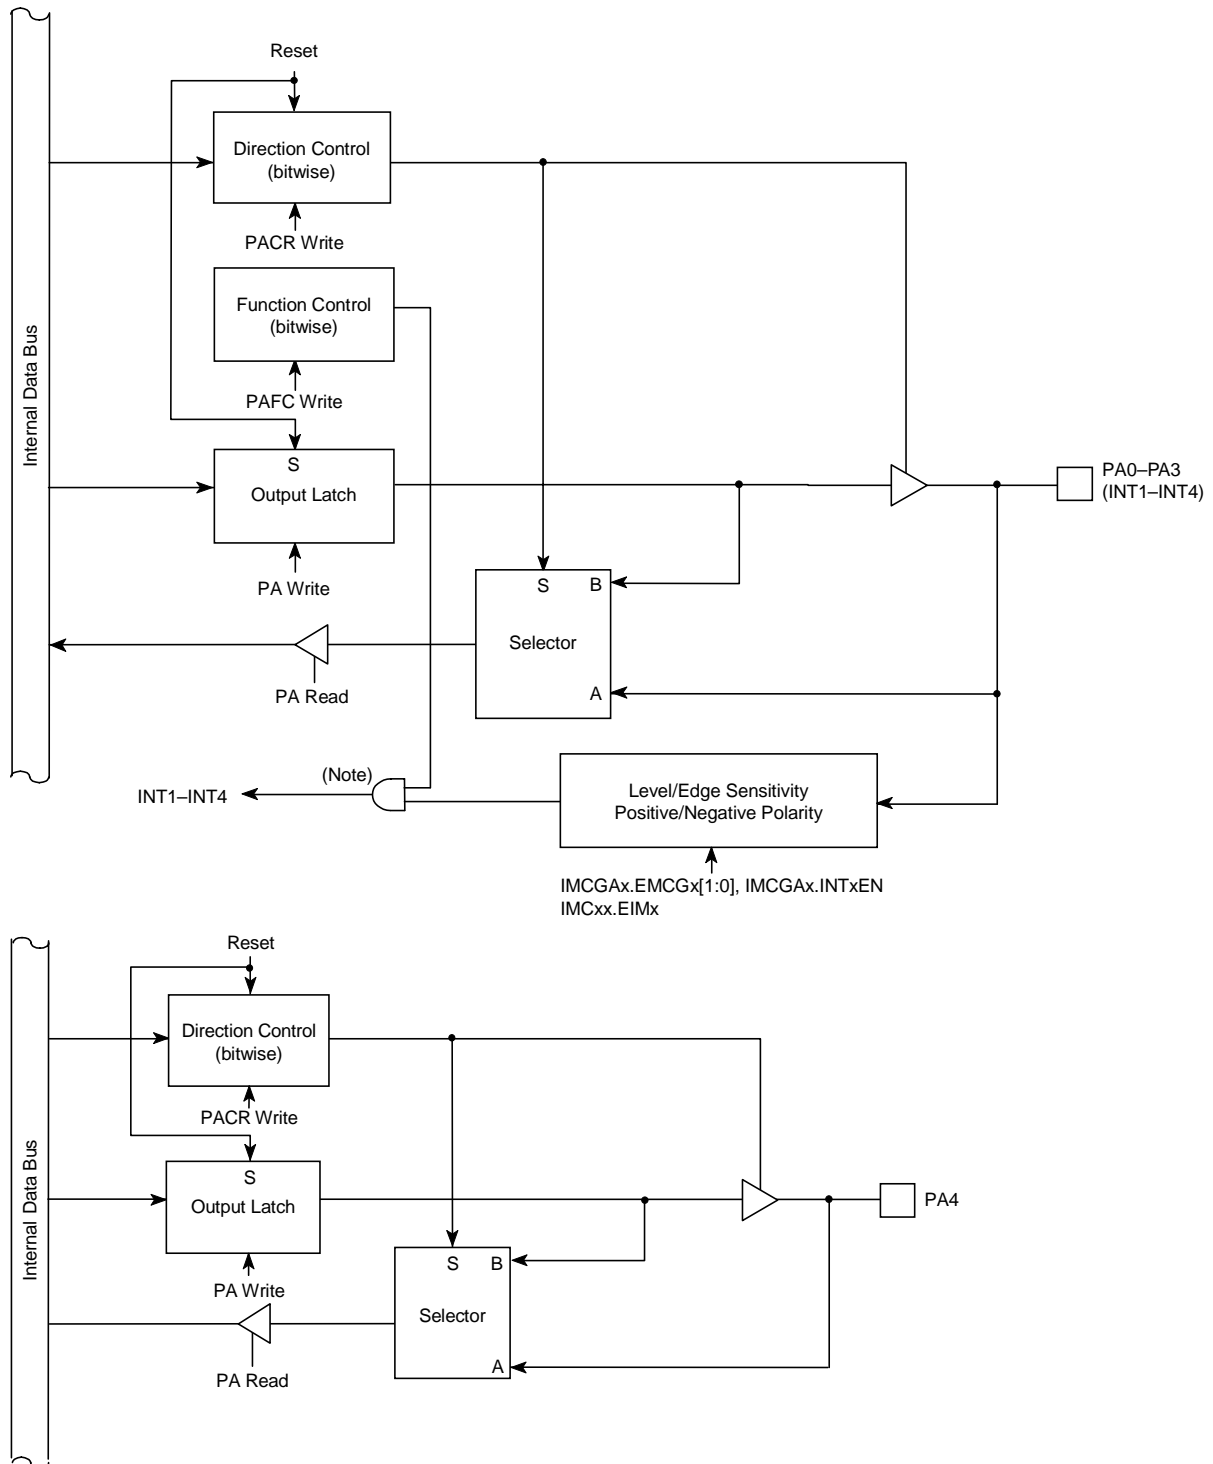 Reset
Direction Control
(bitwise)
PACR Write
Function Control
(bitwise)
PAFC Write
Internal Data Bus
S
Output Latch
PA0–PA3
(INT1–INT4)
PA Write
S
B
Selector
A
PA Read
(Note)
INT1–INT4
Level/Edge Sensitivity
Positive/Negative Polarity
IMCGAx.EMCGx[1:0], IMCGAx.INTxEN
IMCxx.EIMx
Reset
Direction Control
(bitwise)
PACR Write
Internal Data Bus
S
Output Latch
PA4
PA Write
S
B
Selector
A
PA Read